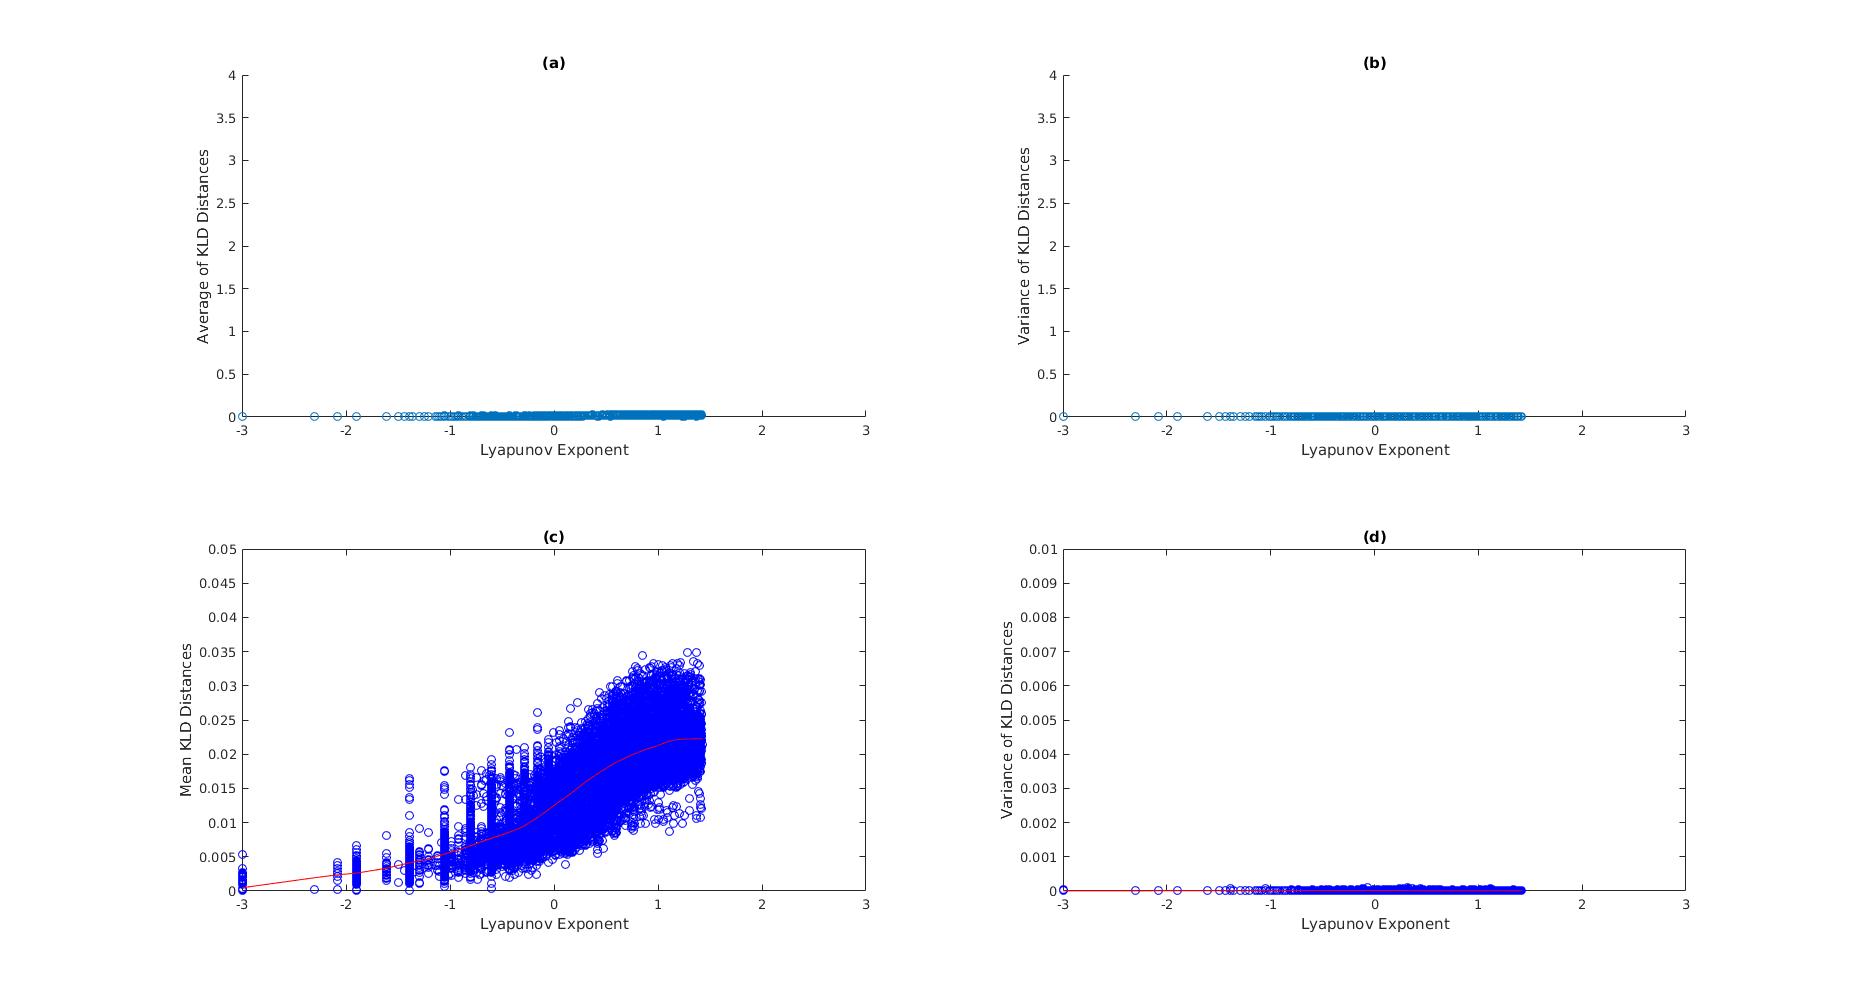 (a)
4
3.5
3
2.5
2
1.5
1
0.5
0
Average of KLD Distances
-3 -2 -1 0 1 2 3
Lyapunov Exponent
(b)
4
3.5
3
2.5
2
1.5
1
0.5
0
Variance of KLD Distances
-3 -2 -1 0 1 2 3
Lyapunov Exponent
(c)
0.05
0.045
0.04
0.035
0.03
0.025
0.02
0.015
0.01
0.005
0
Mean KLD Distances
-3 -2 -1 0 1 2 3
Lyapunov Exponent
(d)
0.01
0.009
0.008
0.007
0.006
0.005
0.004
0.003
0.002
0.001
0
Variance of KLD Distances
-3 -2 -1 0 1 2 3
Lyapunov Exponent